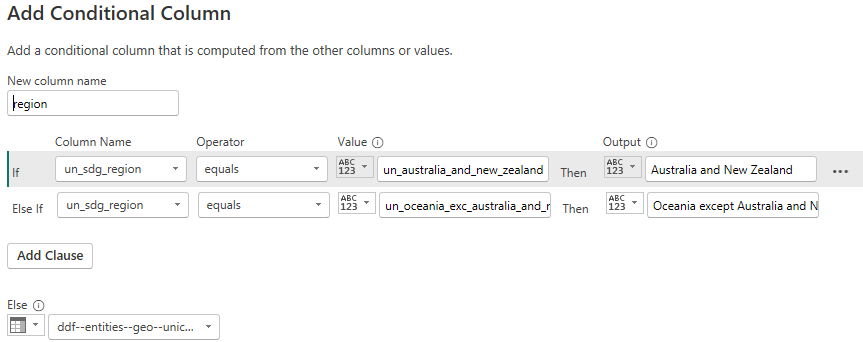 Add Conditional Column
Add a conditional column that is computed from the other columns or values.
New column name
region
Column Name Operator Value Output
If un_sdg_region equals ABC 123 un_australia_and_new_zealand Then ABC 123 Australia and New Zealand ...
Else If un_sdg_region equals ABC 123 un_oceania_exc_australia_and_ Then ABC 123 Oceania except Australia and N
Add Clause
Else
ddf--entities--geo--unic...